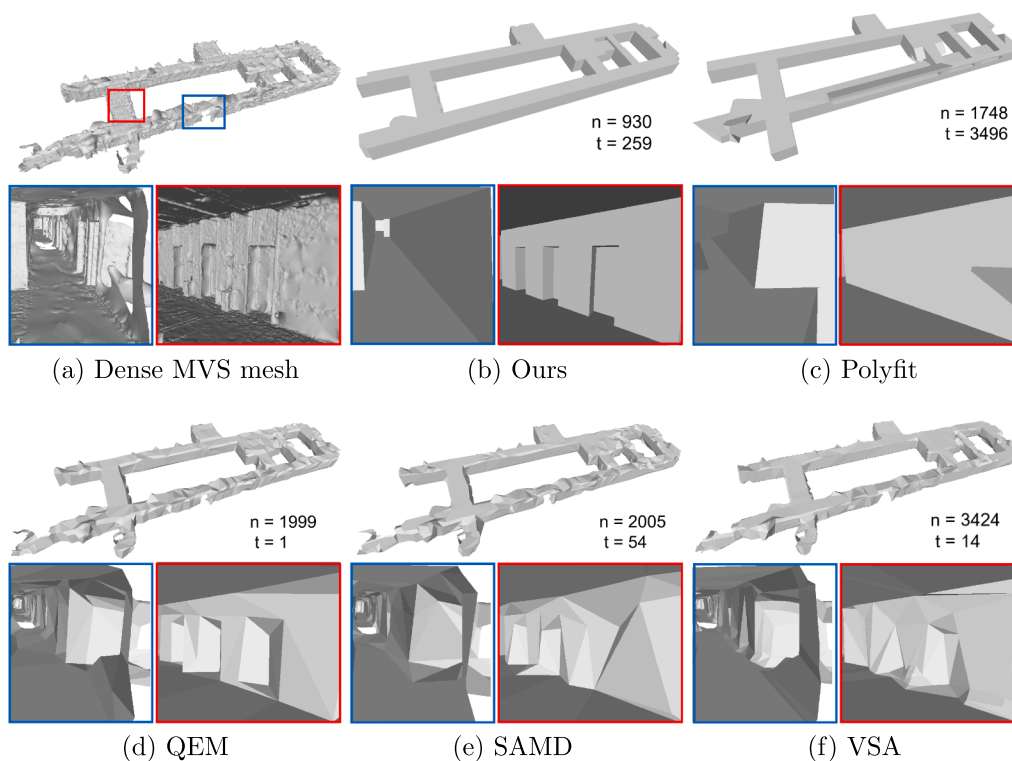 n = 930
t = 259
n = 1748
t = 3496
(a) Dense MVS mesh
(b) Ours
(c) Polyfit
n = 1999
t = 1
n = 2005
t = 54
n = 3424
t = 14
(d) QEM
(e) SAMD
(f) VSA